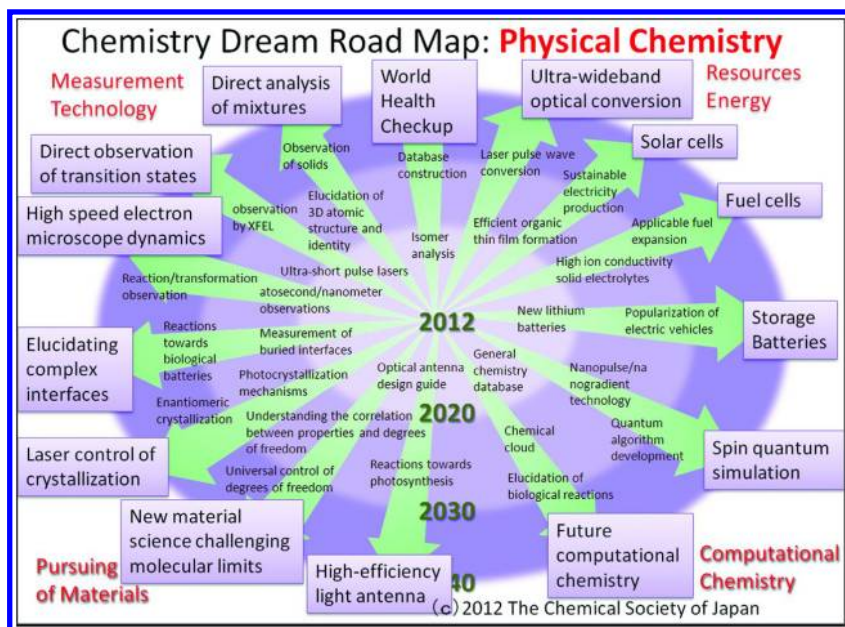 Chemistry Dream Road Map: Physical Chemistry
Measurement
Technology
Direct analysis
of mixtures
World
Health
Checkup
Ultra-wideband
optical conversion
Resources
Energy
Direct observation
of transition states
Observation
of solids
Database
construction
Laser pulse wave
conversion
Solar cells
High speed electron
microscope dynamics
observation
by XFEL
Elucidation of
3D atomic
structure and
identity
Isomer
analysis
Efficient organic
thin film formation
Sustainable
electricity
production
Fuel cells
Applicable fuel
expansion
Reaction/transformation
observation
Ultra-short pulse lasers
atosecond/nanometer
observations
High ion conductivity
solid electrolytes
2012
New lithium
batteries
Popularization of
electric vehicles
Storage
Batteries
Elucidating
complex
interfaces
Reactions
towards
biological
batteries
Measurement of
buried interfaces
Photocrystallization
mechanisms
Optical antenna
design guide
General
chemistry
database
Nanopulse/na
nogradient
technology
Enantiomeric
crystallization
Understanding the correlation
between properties and degrees
of freedom
2020
Chemical
cloud
Quantum
algorithm
development
Spin quantum
simulation
Laser control of
crystallization
Universal control of
degrees of freedom
Reactions towards
photosynthesis
Elucidation of
biological reactions
2030
New material
science challenging
molecular limits
Pursuing
of Materials
High-efficiency
light antenna
40
Future
computational
chemistry
Computational
Chemistry
(c) 2012 The Chemical Society of Japan